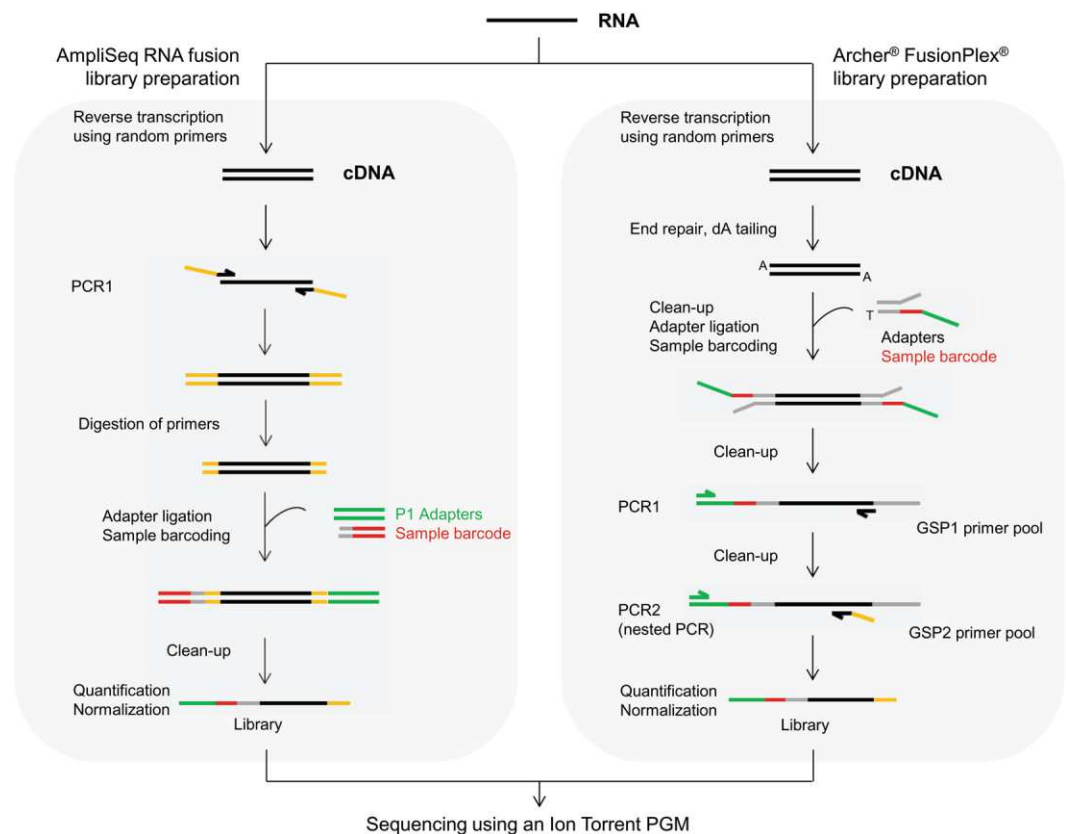 RNA
AmpliSeq RNA fusion
library preparation
Reverse transcription
using random primers
cDNA
PCR1
Digestion of primers
Adapter ligation
Sample barcoding
P1 Adapters
Sample barcode
Clean-up
Quantification
Normalization
Library
Archer® FusionPlex®
library preparation
Reverse transcription
using random primers
cDNA
End repair, dA tailing
A
A
Clean-up
Adapter ligation
Sample barcoding
T
Adapters
Sample barcode
Clean-up
PCR1
GSP1 primer pool
Clean-up
PCR2
(nested PCR)
GSP2 primer pool
Quantification
Normalization
Library
Sequencing using an Ion Torrent PGM